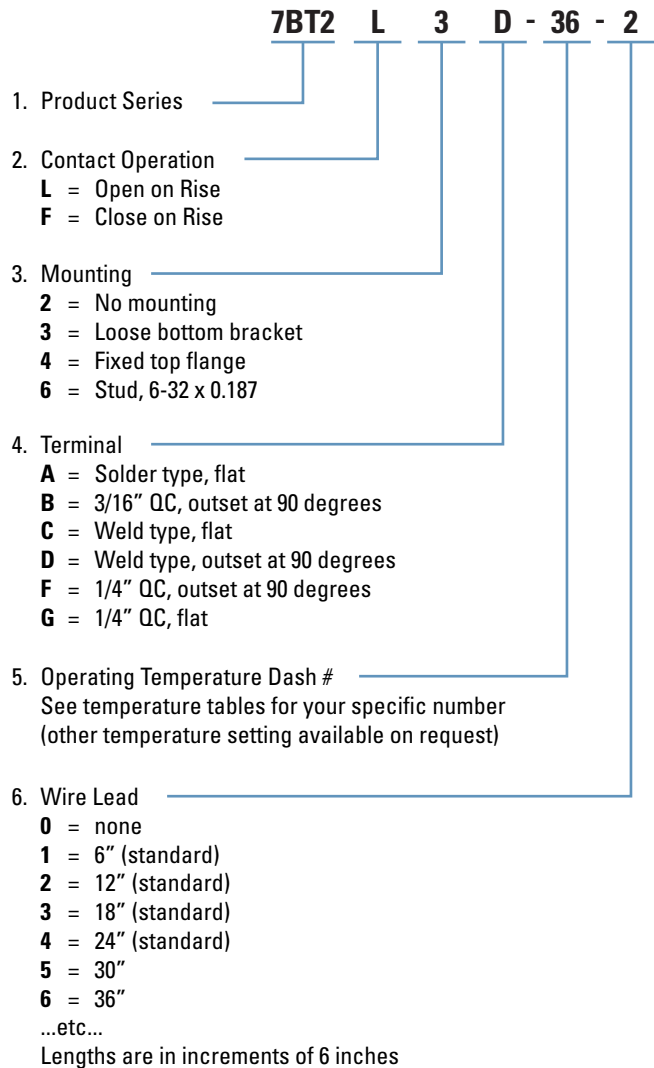 7BT2 L 3 D - 36 - 2
1. Product Series
2. Contact Operation
L = Open on Rise
F = Close on Rise
3. Mounting
2 = No mounting
3 = Loose bottom bracket
4 = Fixed top flange
6 = Stud, 6-32 x 0.187
4. Terminal
A = Solder type, flat
B = 3/16” QC, outset at 90 degrees
C = Weld type, flat
D = Weld type, outset at 90 degrees
F = 1/4” QC, outset at 90 degrees
G = 1/4” QC, flat
5. Operating Temperature Dash #
See temperature tables for your specific number
(other temperature setting available on request)
6. Wire Lead
0 = none
1 = 6” (standard)
2 = 12” (standard)
3 = 18” (standard)
4 = 24” (standard)
5 = 30”
6 = 36”
...etc...
Lengths are in increments of 6 inches